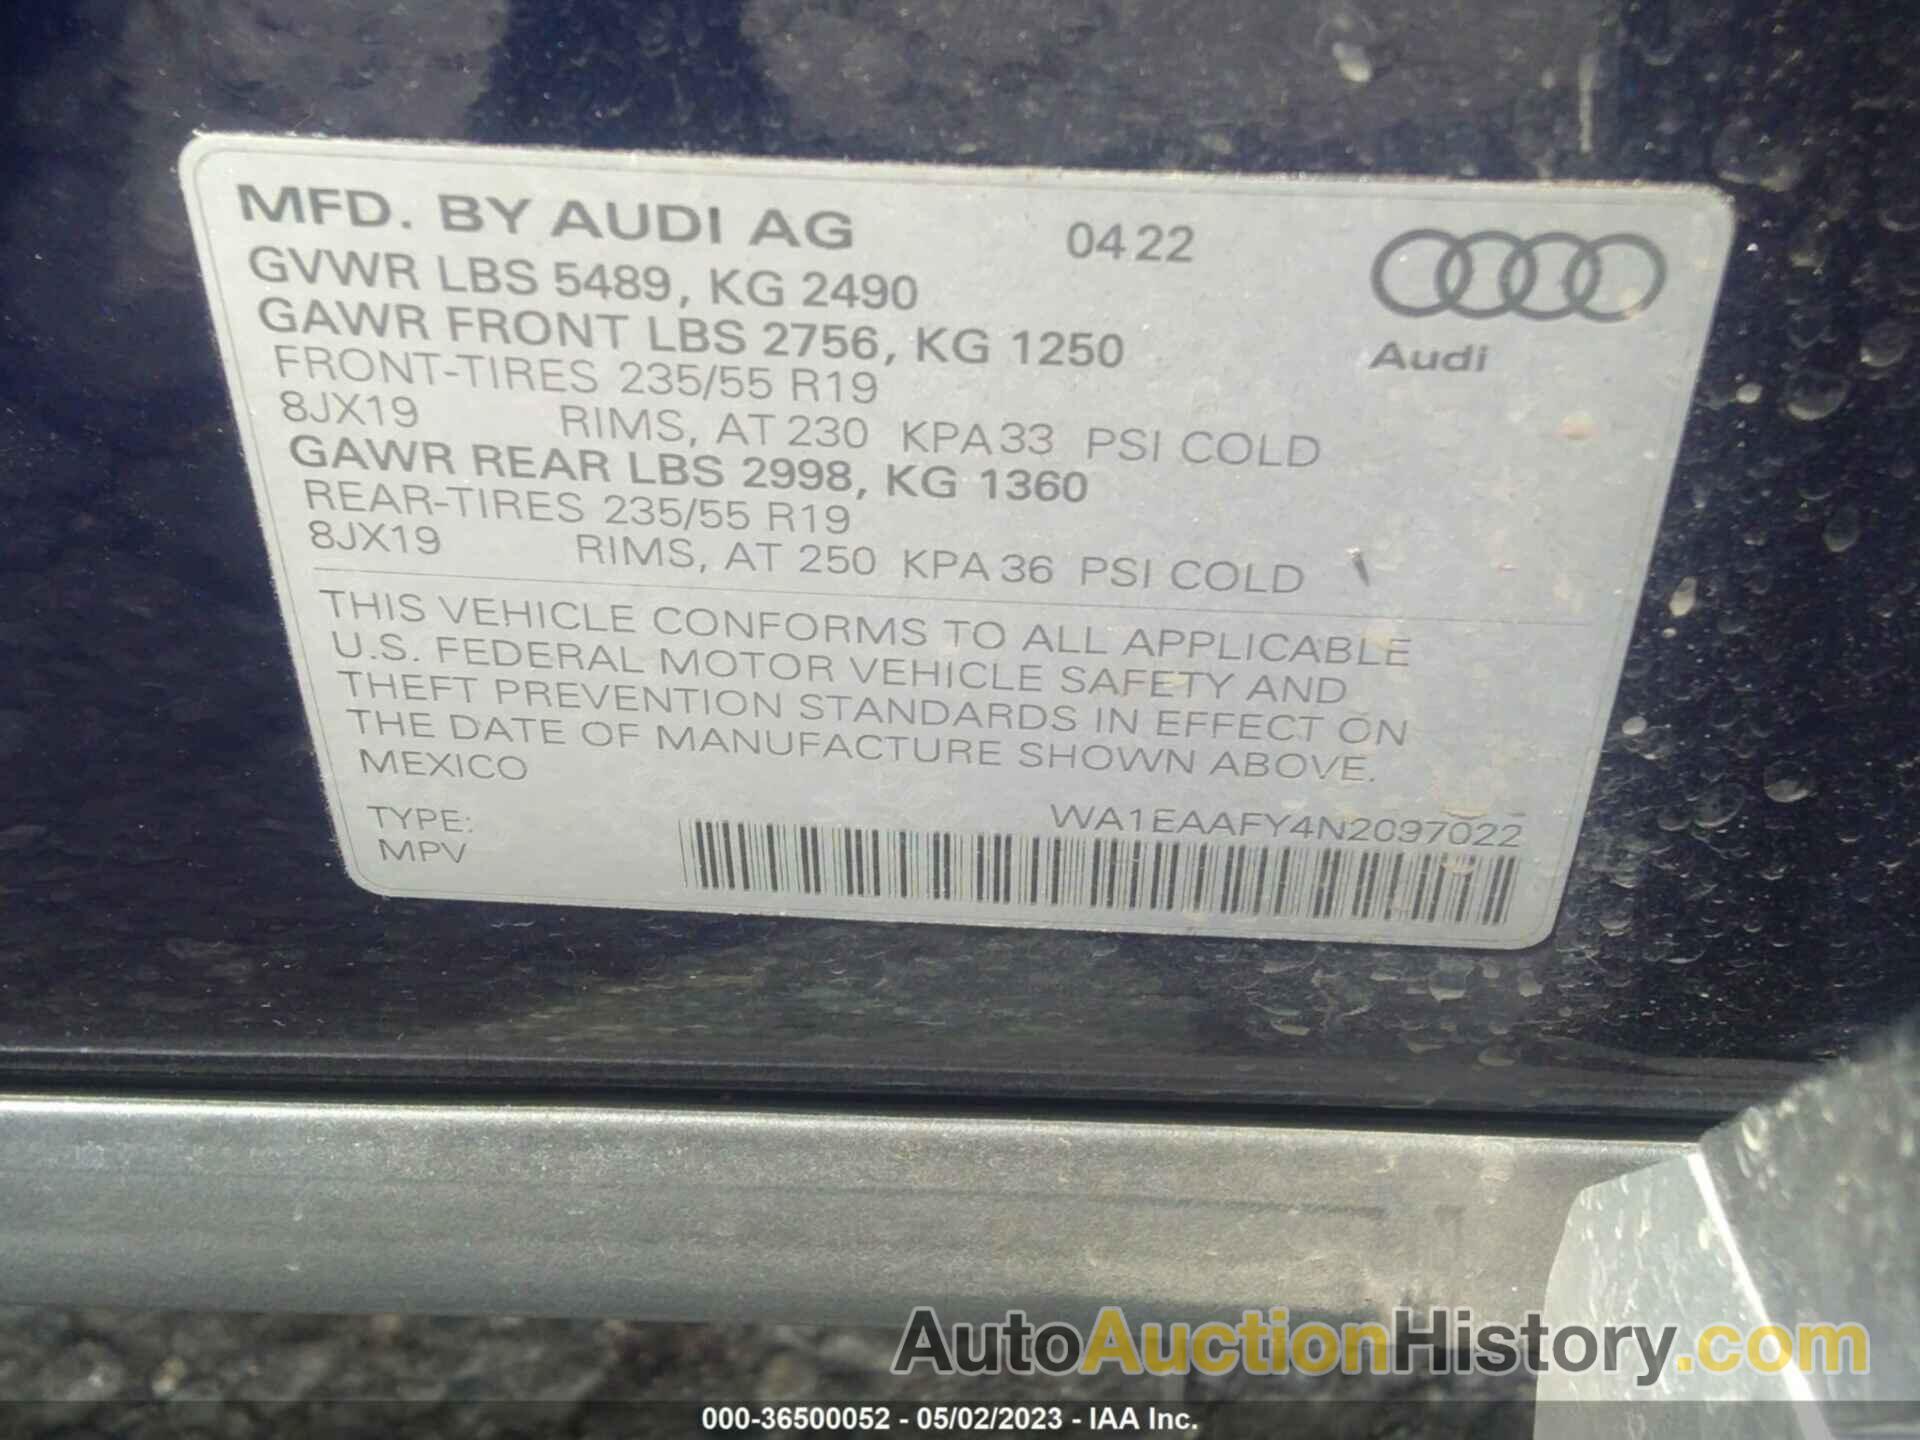 MFD. BY AUDI AG 0422
GVWR LBS 5489, KG 2490
GAWR FRONT LBS 2756, KG 1250
Audi
FRONT-TIRES 235/55 R19
8JX19 RIMS, AT 230 KPA 33 PSI COLD
GAWR REAR LBS 2998, KG 1360
REAR-TIRES 235/55 R19
8JX19 RIMS, AT 250 KPA 36 PSI COLD
THIS VEHICLE CONFORMS TO ALL APPLICABLE
U.S. FEDERAL MOTOR VEHICLE SAFETY AND
THEFT PREVENTION STANDARDS IN EFFECT ON
THE DATE OF MANUFACTURE SHOWN ABOVE.
MEXICO
TYPE: WA1EAAFY4N2097022
MPV
AutoAuctionHistory.com
000-36500052 - 05/02/2023 - IAA Inc.